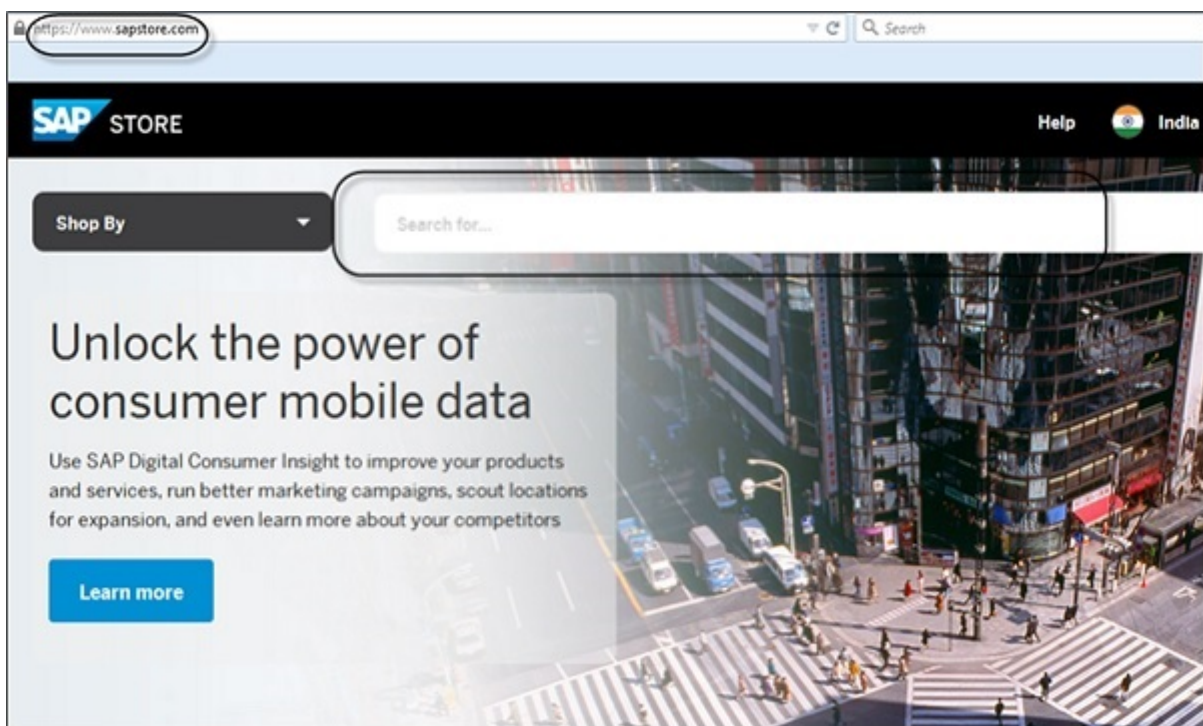 https://www.sapstore.com
Search
SAP STORE
Help
India
Shop By
Search for...
Unlock the power of
consumer mobile data
Use SAP Digital Consumer Insight to improve your products
and services, run better marketing campaigns, scout locations
for expansion, and even learn more about your competitors
Learn more